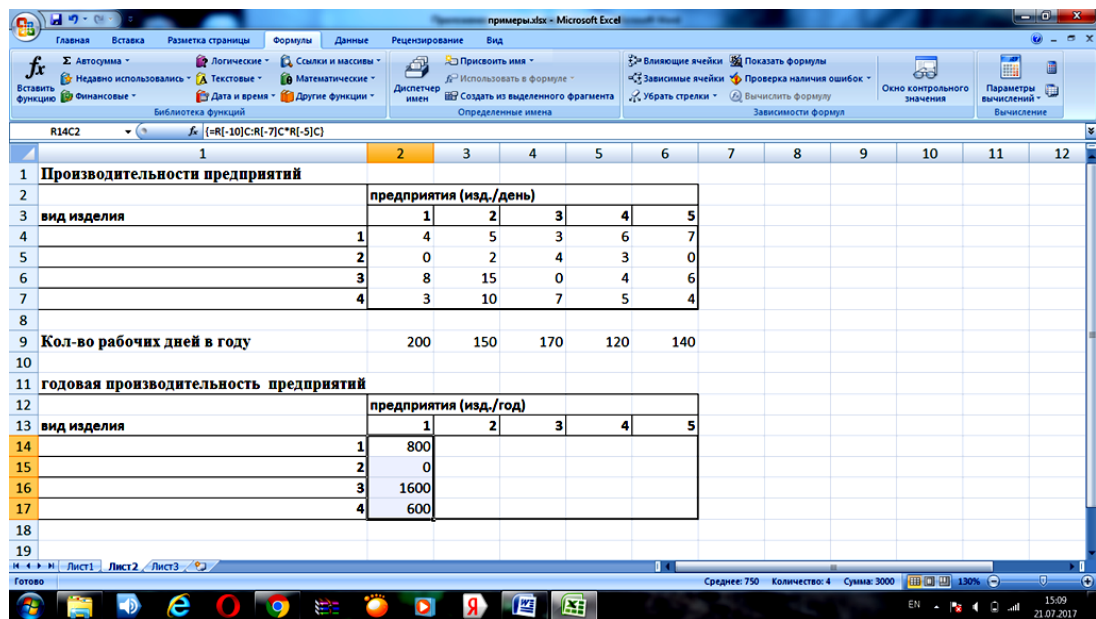 примеры.xlsx - Microsoft Excel
Главная Вставка Разметка страницы Формулы Данные Рецензирование Вид
Вставить функцию
Σ Автосумма
Недавно использовались
Финансовые
Логические
Текстовые
Дата и время
Ссылки и массивы
Математические
Другие функции
Библиотека функций
Диспетчер имен
Присвоить имя
Использовать в формуле
Создать из выделенного фрагмента
Определенные имена
Влияющие ячейки
Зависимые ячейки
Убрать стрелки
Показать формулы
Проверка наличия ошибок
Вычислить формулу
Зависимости формул
Окно контрольного значения
Параметры вычислений
Вычисление
R14C2 fx {=R[-10]C:R[-7]C*R[-5]C}
1 2 3 4 5 6 7 8 9 10 11 12
1 Производительности предприятий
2 предприятия (изд./день)
3 вид изделия 1 2 3 4 5
4 1 4 5 3 6 7
5 2 0 2 4 3 0
6 3 8 15 0 4 6
7 4 3 10 7 5 4
8
9 Кол-во рабочих дней в году 200 150 170 120 140
10
11 годовая производительность предприятий
12 предприятия (изд./год)
13 вид изделия 1 2 3 4 5
14 1 800
15 2 0
16 3 1600
17 4 600
18
19
Лист1 Лист2 Лист3
Готово Среднее: 750 Количество: 4 Сумма: 3000 130%
EN 15:09
21.07.2017